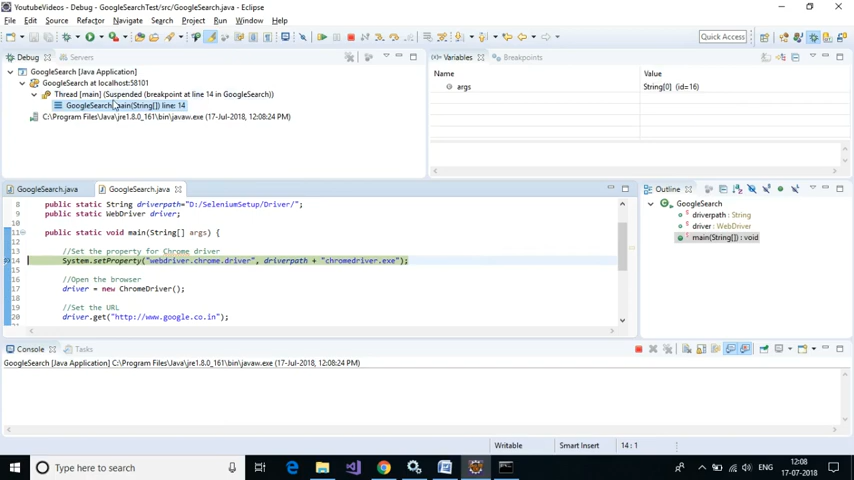 YoutubeVideos - Debug - GoogleSearchTest/src/GoogleSearch.java - Eclipse
File Edit Source Refactor Navigate Search Project Run Window Help
Quick Access
Debug Servers
GoogleSearch [Java Application]
GoogleSearch at localhost:58101
Thread [main] (Suspended (breakpoint at line 14 in GoogleSearch))
GoogleSearch.main(String[]) line: 14
C:\Program Files\Java\jre1.8.0_161\bin\javaw.exe (17-Jul-2018, 12:08:24 PM)
Variables Breakpoints
Name Value
args String[0] (id=16)
GoogleSearch.java GoogleSearch.java
8 public static String driverpath="D:/SeleniumSetup/Driver/";
9 public static WebDriver driver;
10
11 public static void main(String[] args) {
12
13 //Set the property for Chrome driver
14 System.setProperty("webdriver.chrome.driver", driverpath + "chromedriver.exe");
15
16 //Open the browser
17 driver = new ChromeDriver();
18
19 //Set the URL
20 driver.get("http://www.google.co.in");
Outline
GoogleSearch
driverpath : String
driver : WebDriver
main(String[]) : void
Console Tasks
GoogleSearch [Java Application] C:\Program Files\Java\jre1.8.0_161\bin\javaw.exe (17-Jul-2018, 12:08:24 PM)
Writable Smart Insert 14 : 1
Type here to search
ENG
12:08
17-07-2018